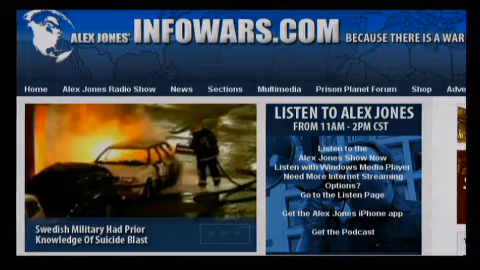 ALEX JONES' INFOWARS.COM BECAUSE THERE IS A WAR
Home Alex Jones Radio Show News Sections Multimedia Prison Planet Forum Shop Adve
LISTEN TO ALEX JONES
FROM 11AM - 2PM CST
Listen to the
Alex Jones Show Now
Listen with Windows Media Player
Need More Internet Streaming
Options?
Go to the Listen Page
Get the Alex Jones iPhone app
Get the Podcast
Swedish Military Had Prior
Knowledge Of Suicide Blast